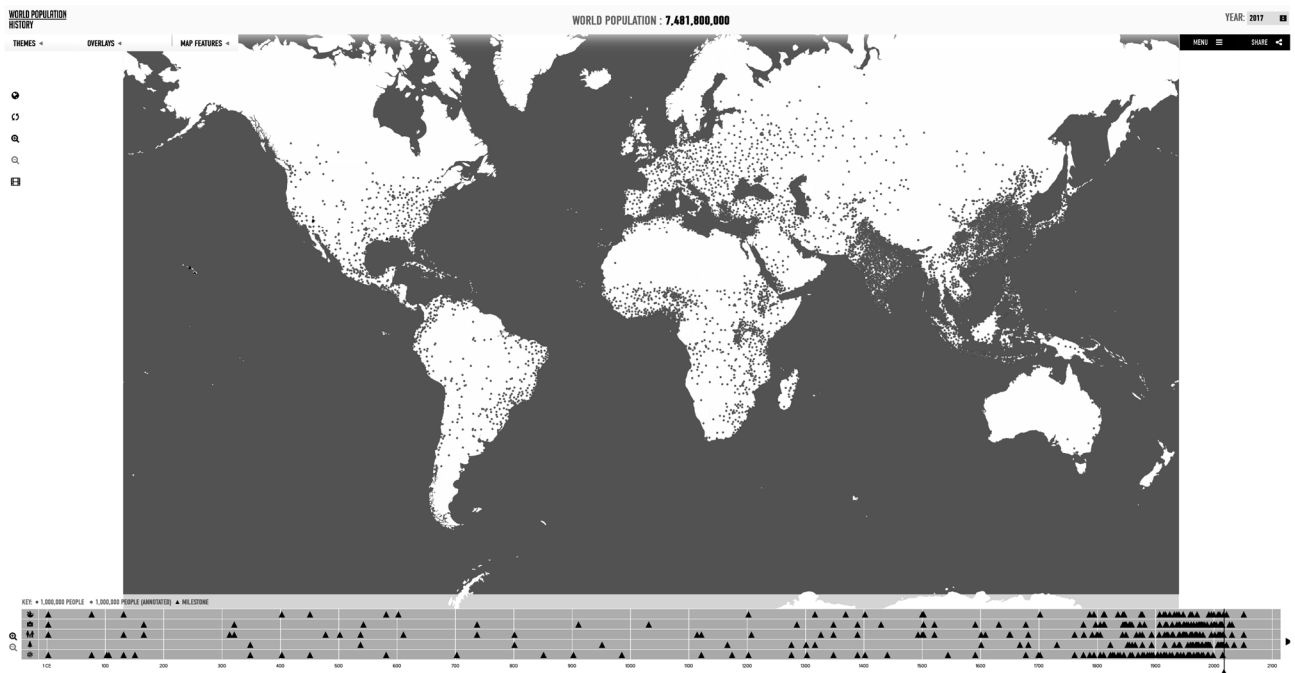 WORLD POPULATION
HISTORY
WORLD POPULATION : 7,481,800,000
YEAR: 2017
THEMES
OVERLAYS
MAP FEATURES
MENU
SHARE
KEY: 1,000,000 PEOPLE 1,000,000 PEOPLE (ANNOTATED) MILESTONE
1 CE 100 200 300 400 500 600 700 800 900 1000 1100 1200 1300 1400 1500 1600 1700 1800 1900 2000 2100